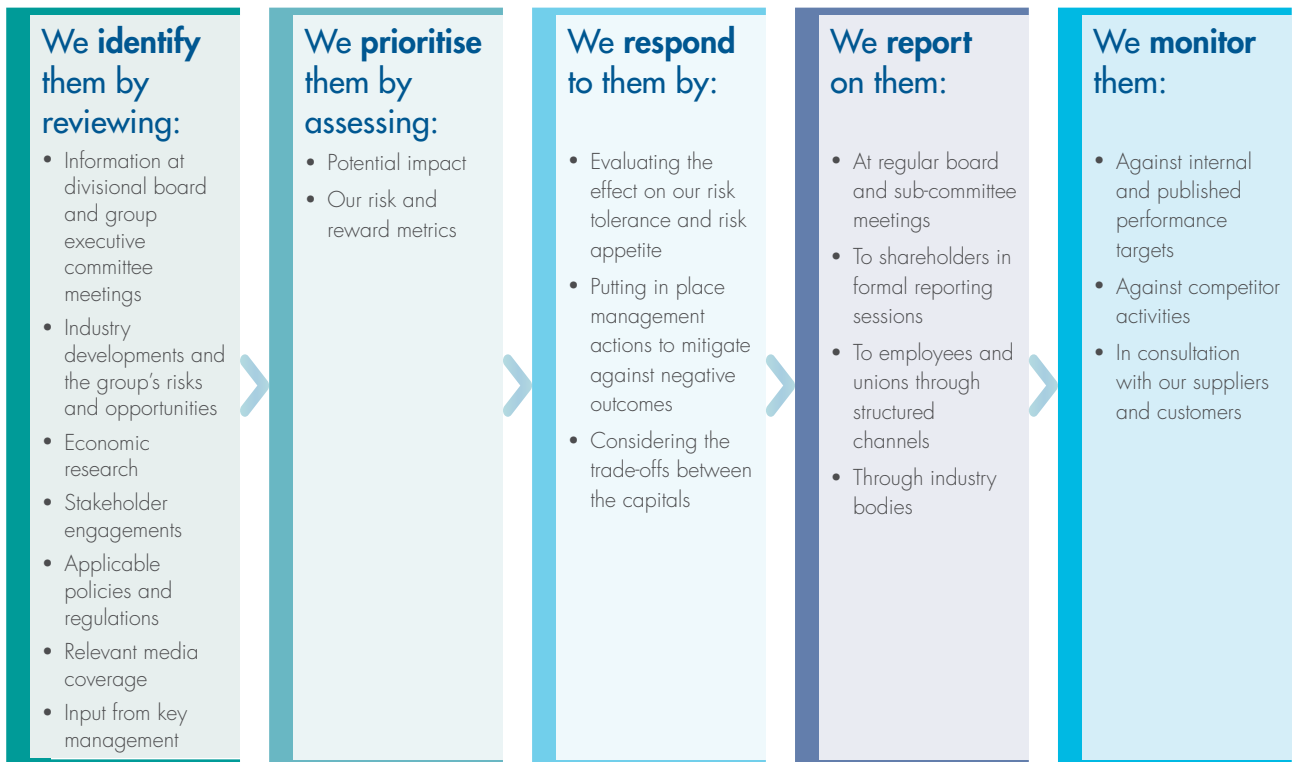 We identify
them by
reviewing:
• Information at
divisional board
and group
executive
committee
meetings
• Industry
developments and
the group's risks
and opportunities
• Economic
research
• Stakeholder
engagements
• Applicable
policies and
regulations
• Relevant media
coverage
• Input from key
management
We prioritise
them by
assessing:
• Potential impact
• Our risk and
reward metrics
We respond
to them by:
• Evaluating the
effect on our risk
tolerance and risk
appetite
• Putting in place
management
actions to mitigate
against negative
outcomes
• Considering the
trade-offs between
the capitals
We report
on them:
• At regular board
and sub-committee
meetings
• To shareholders in
formal reporting
sessions
• To employees and
unions through
structured
channels
• Through industry
bodies
We monitor
them:
• Against internal
and published
performance
targets
• Against competitor
activities
• In consultation
with our suppliers
and customers